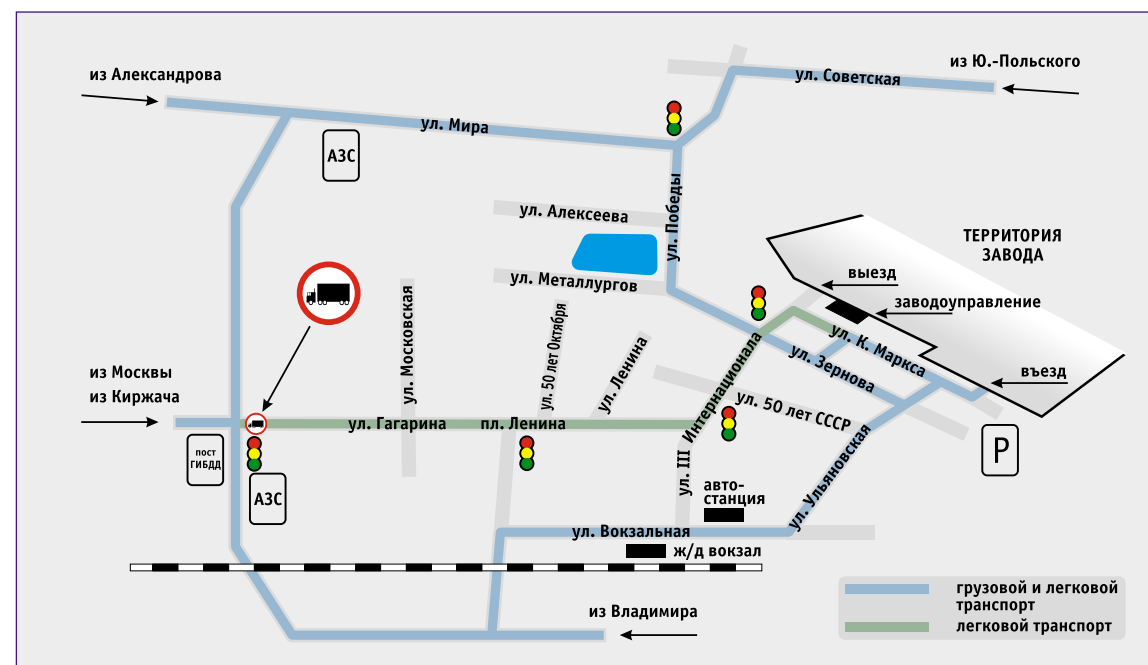 из Александрова
ул. Советская
из Ю.-Польского
ул. Мира
АЗС
ул. Победы
ул. Алексеева
ТЕРРИТОРИЯ
ЗАВОДА
выезд
ул. Металлургов
заводоуправление
ул. Московская
ул. 50 лет Октября
ул. Ленина
ул. К. Маркса
ул. Зернова
из Москвы
из Киржача
въезд
ул. 50 лет СССР
ул. Гагарина
пл. Ленина
ул. III Интернационала
пост
ГИБДД
АЗС
P
авто-
станция
ул. Ульяновская
ул. Вокзальная
ж/д вокзал
из Владимира
грузовой и легковой
транспорт
легковой транспорт